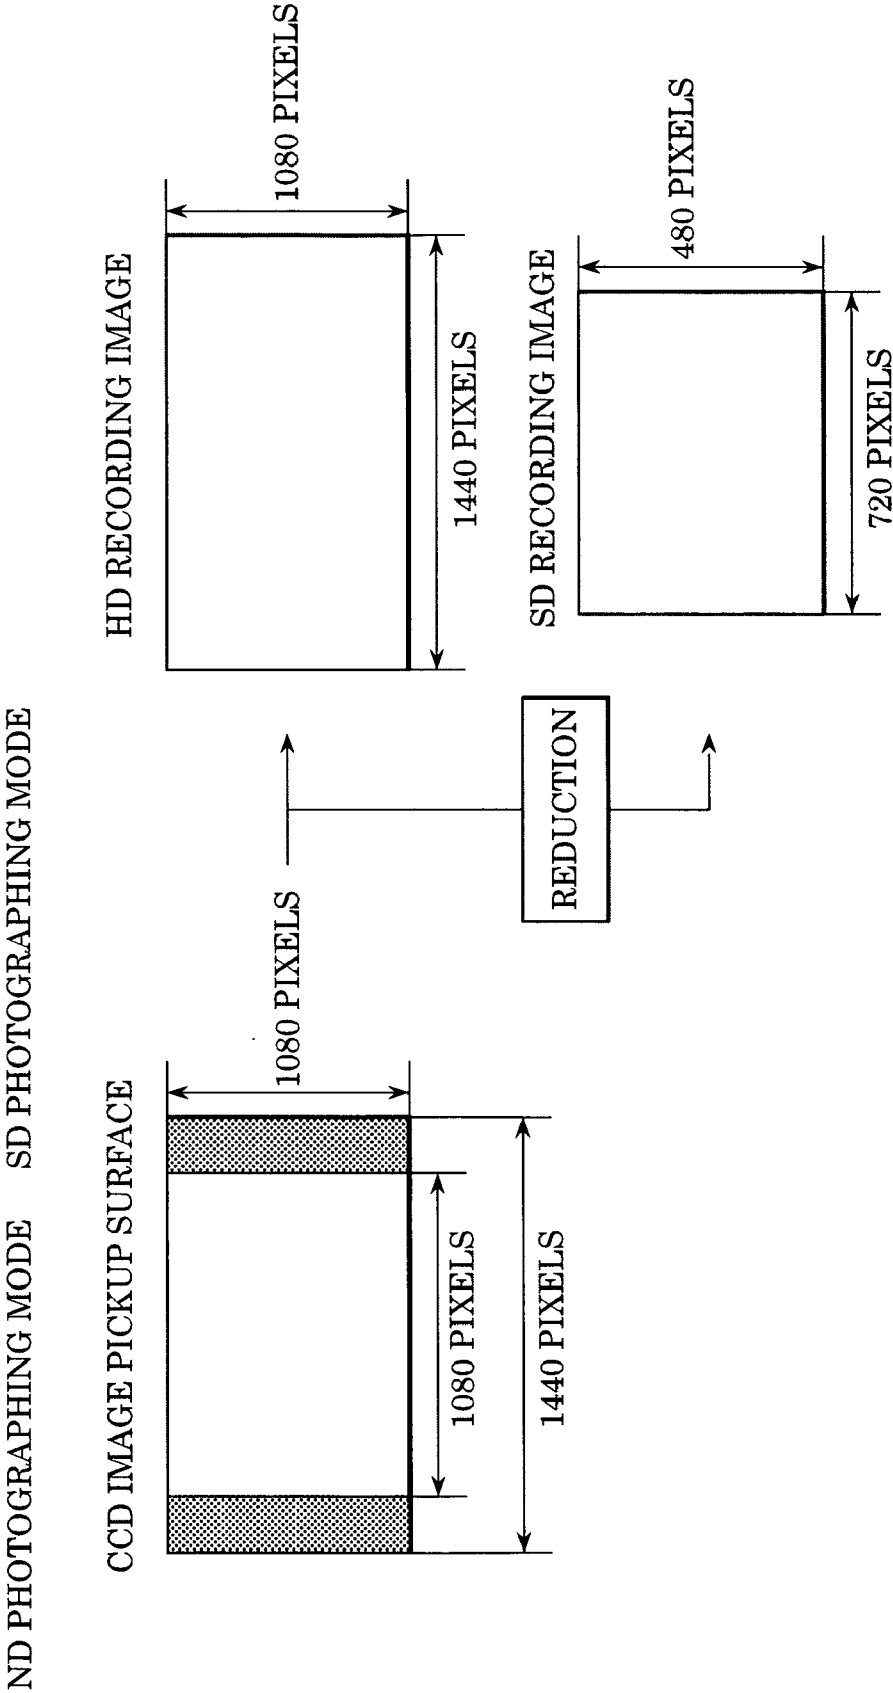 ND PHOTOGRAPHING MODE SD PHOTOGRAPHING MODE
CCD IMAGE PICKUP SURFACE
1080 PIXELS
1080 PIXELS
1440 PIXELS
HD RECORDING IMAGE
1080 PIXELS
1440 PIXELS
REDUCTION
SD RECORDING IMAGE
480 PIXELS
720 PIXELS